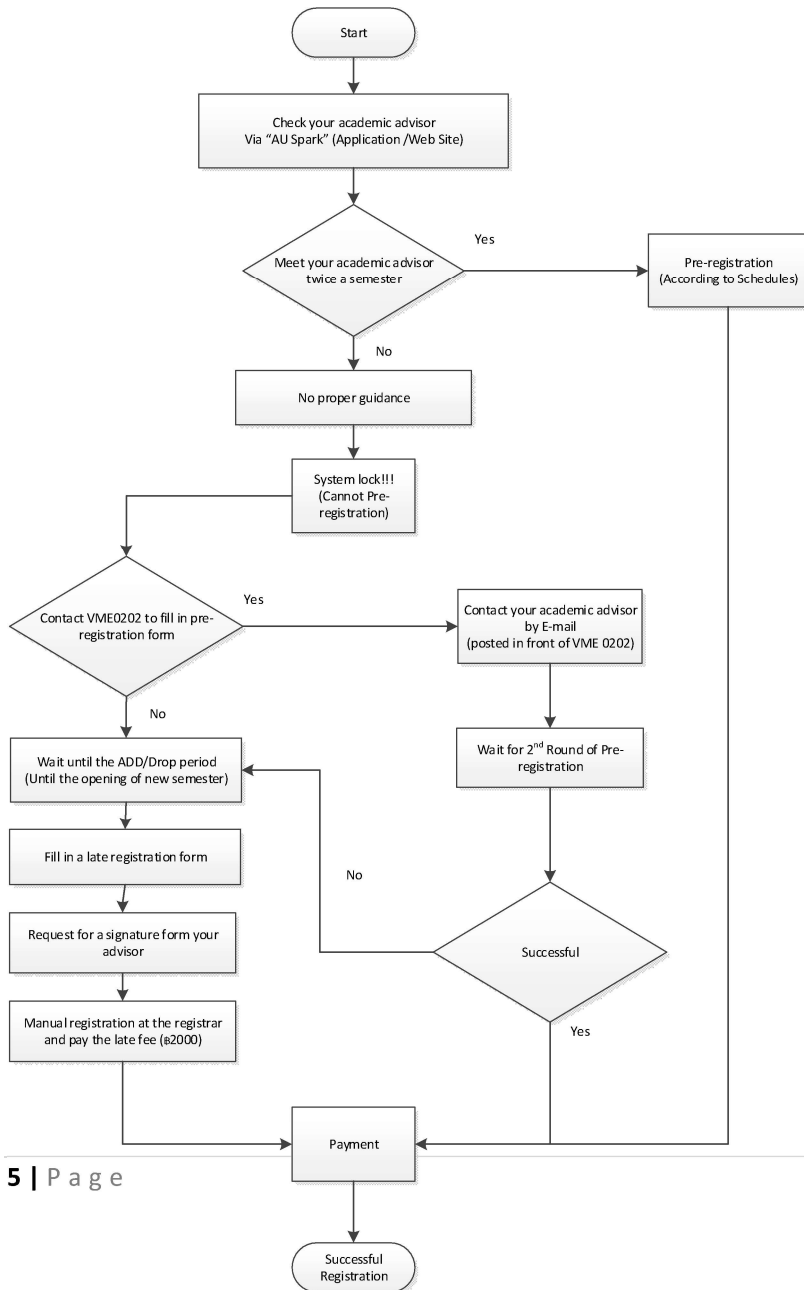 Start
Check your academic advisor
Via “AU Spark” (Application /Web Site)
Meet your academic advisor
twice a semester
Yes
Pre-registration
(According to Schedules)
No
No proper guidance
System lock!!!
(Cannot Pre-
registration)
Contact VME0202 to fill in pre-
registration form
Yes
Contact your academic advisor
by E-mail
(posted in front of VME 0202)
No
Wait until the ADD/Drop period
(Until the opening of new semester)
Wait for 2nd Round of Pre-
registration
Fill in a late registration form
No
Request for a signature form your
advisor
Successful
Manual registration at the registrar
and pay the late fee (฿2000)
Yes
Payment
5 | Page
Successful
Registration